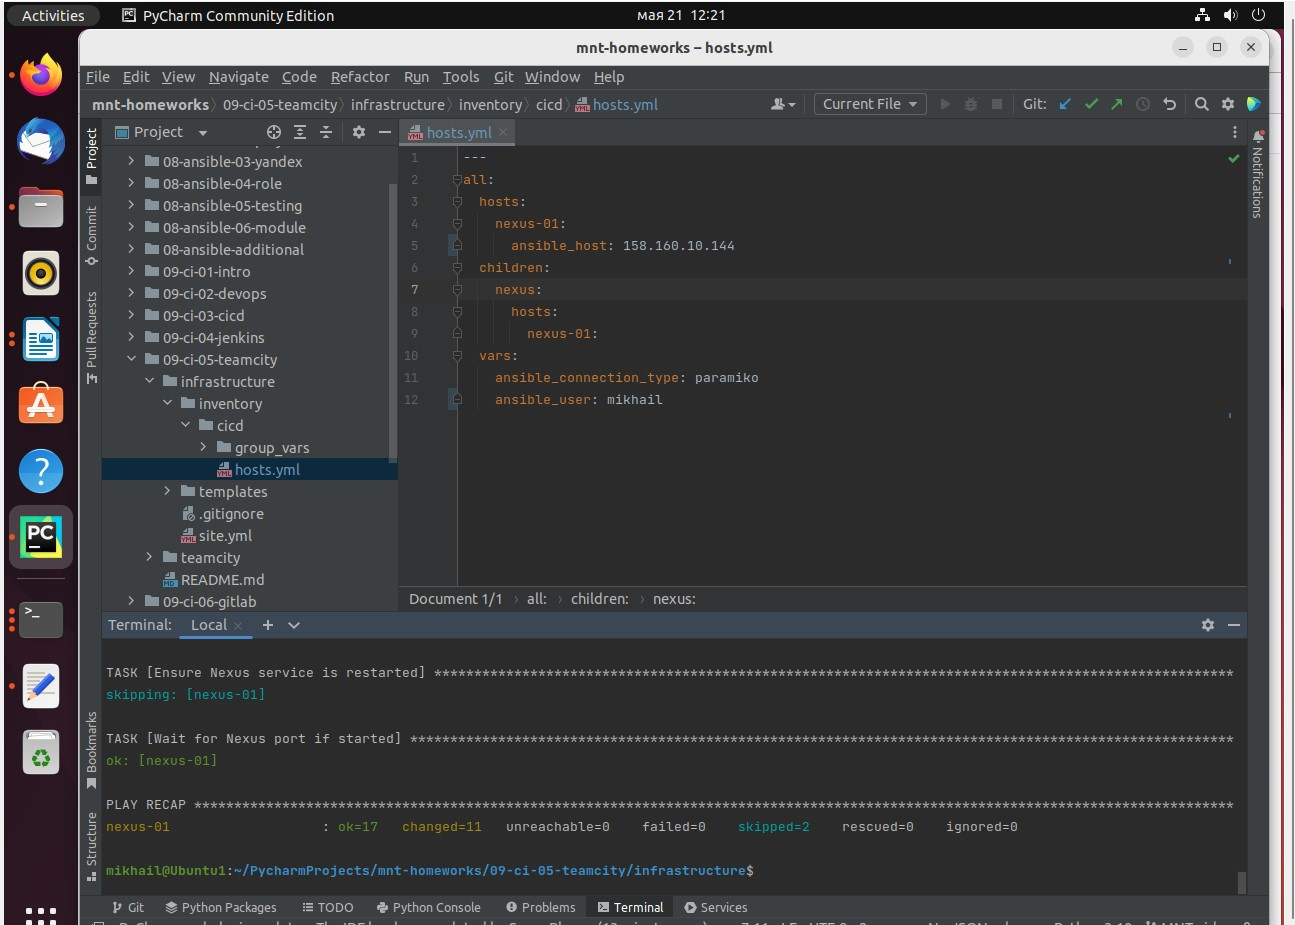 Activities PyCharm Community Edition мая 21 12:21
mnt-homeworks – hosts.yml
File Edit View Navigate Code Refactor Run Tools Git Window Help
mnt-homeworks 09-ci-05-teamcity infrastructure inventory cicd hosts.yml Current File Git:
Project
hosts.yml
Project
Commit
Pull Requests
Bookmarks
Structure
Notifications
08-ansible-03-yandex
08-ansible-04-role
08-ansible-05-testing
08-ansible-06-module
08-ansible-additional
09-ci-01-intro
09-ci-02-devops
09-ci-03-cicd
09-ci-04-jenkins
09-ci-05-teamcity
infrastructure
inventory
cicd
group_vars
hosts.yml
templates
.gitignore
site.yml
teamcity
README.md
09-ci-06-gitlab
1 ---
2 all:
3 hosts:
4 nexus-01:
5 ansible_host: 158.160.10.144
6 children:
7 nexus:
8 hosts:
9 nexus-01:
10 vars:
11 ansible_connection_type: paramiko
12 ansible_user: mikhail
Document 1/1 all: children: nexus:
Terminal: Local
TASK [Ensure Nexus service is restarted] ****************************************************************************************************
skipping: [nexus-01]
TASK [Wait for Nexus port if started] *******************************************************************************************************
ok: [nexus-01]
PLAY RECAP **********************************************************************************************************************************
nexus-01 : ok=17 changed=11 unreachable=0 failed=0 skipped=2 rescued=0 ignored=0
mikhail@Ubuntu1:~/PycharmProjects/mnt-homeworks/09-ci-05-teamcity/infrastructure$
Git Python Packages TODO Python Console Problems Terminal Services